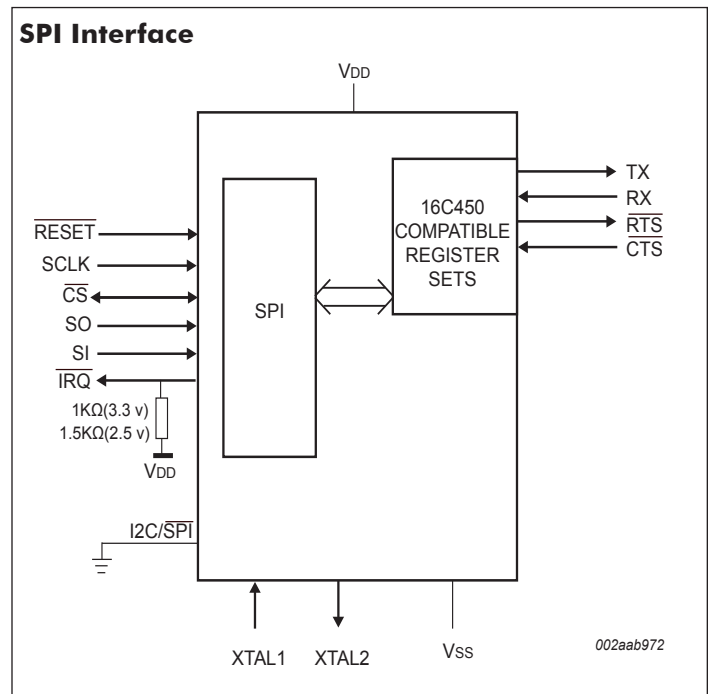 SPI Interface
VDD
RESET
SCLK
CS
SO
SI
IRQ
1KΩ(3.3 v)
1.5KΩ(2.5 v)
VDD
I2C/SPI
SPI
16C450
COMPATIBLE
REGISTER
SETS
TX
RX
RTS
CTS
XTAL1
XTAL2
VSS
002aab972